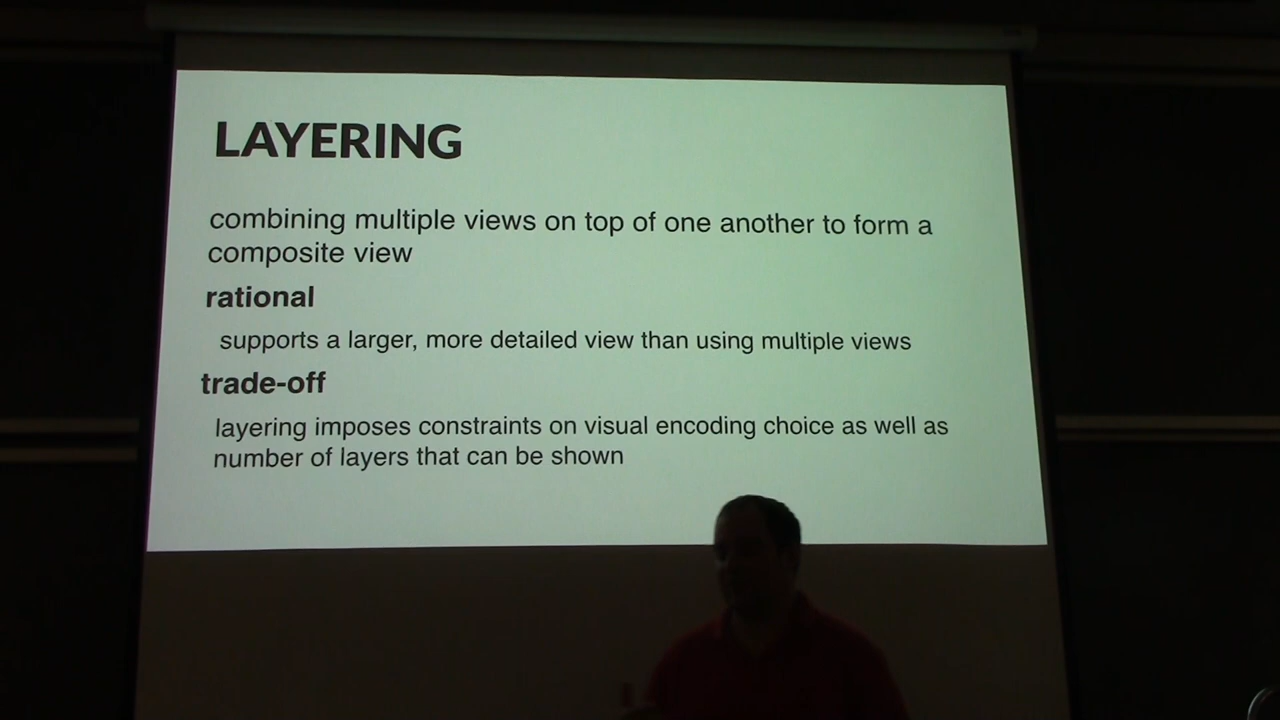 LAYERING
combining multiple views on top of one another to form a
composite view
rational
supports a larger, more detailed view than using multiple views
trade-off
layering imposes constraints on visual encoding choice as well as
number of layers that can be shown